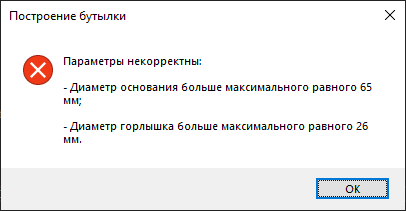 Построение бутылки
Параметры некорректны:
- Диаметр основания больше максимального равного 65
мм;
- Диаметр горлышка больше максимального равного 26
мм.
OK